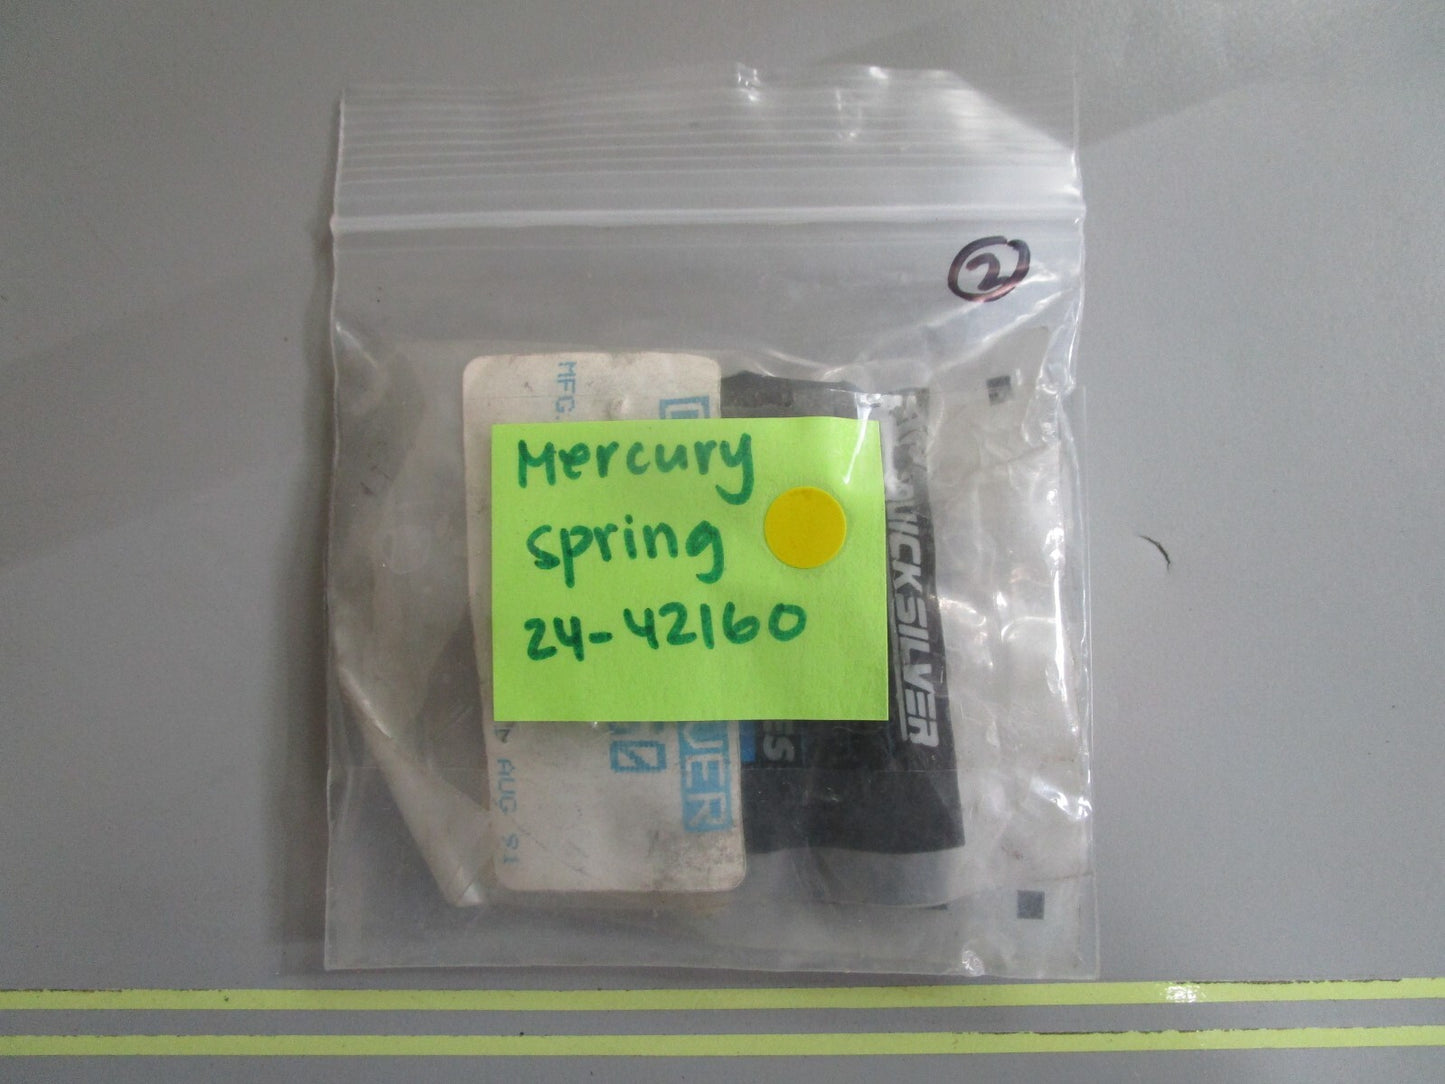 2
Mercury
spring
24-42160
MFG.
AUG 91
QUICKSILVER